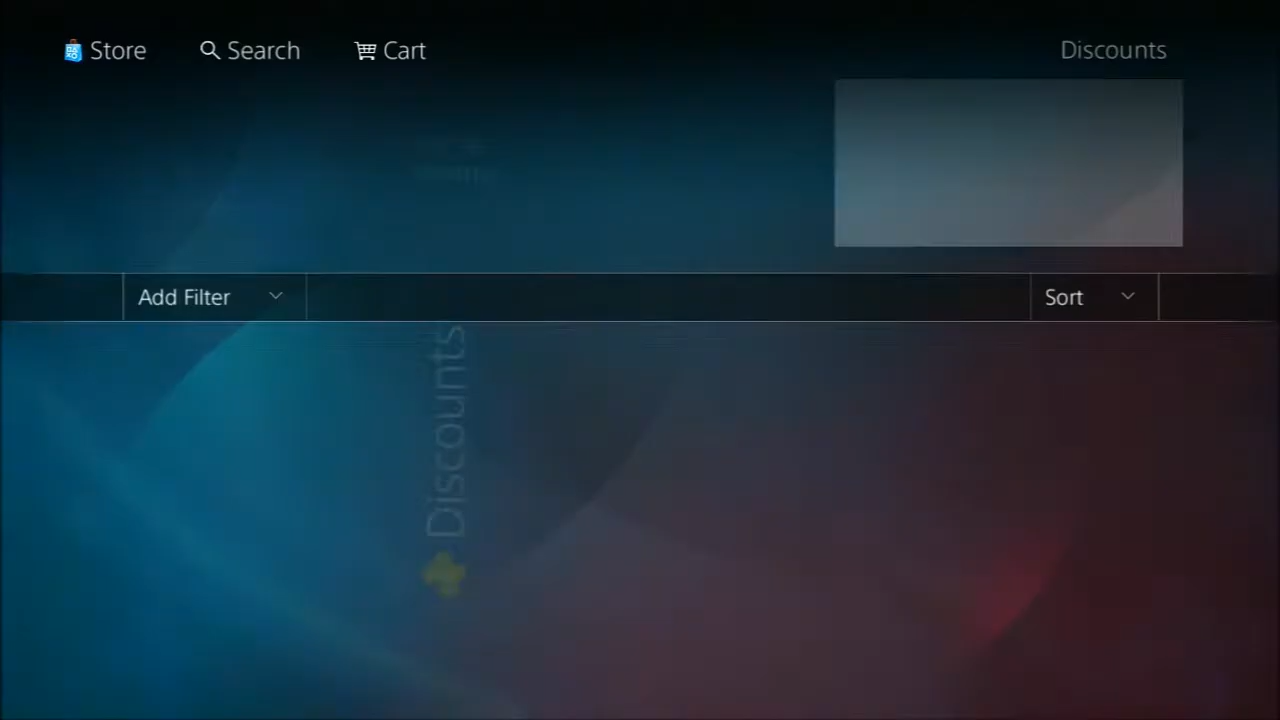 Store
Search
Cart
Discounts
Add Filter
Sort
Discounts